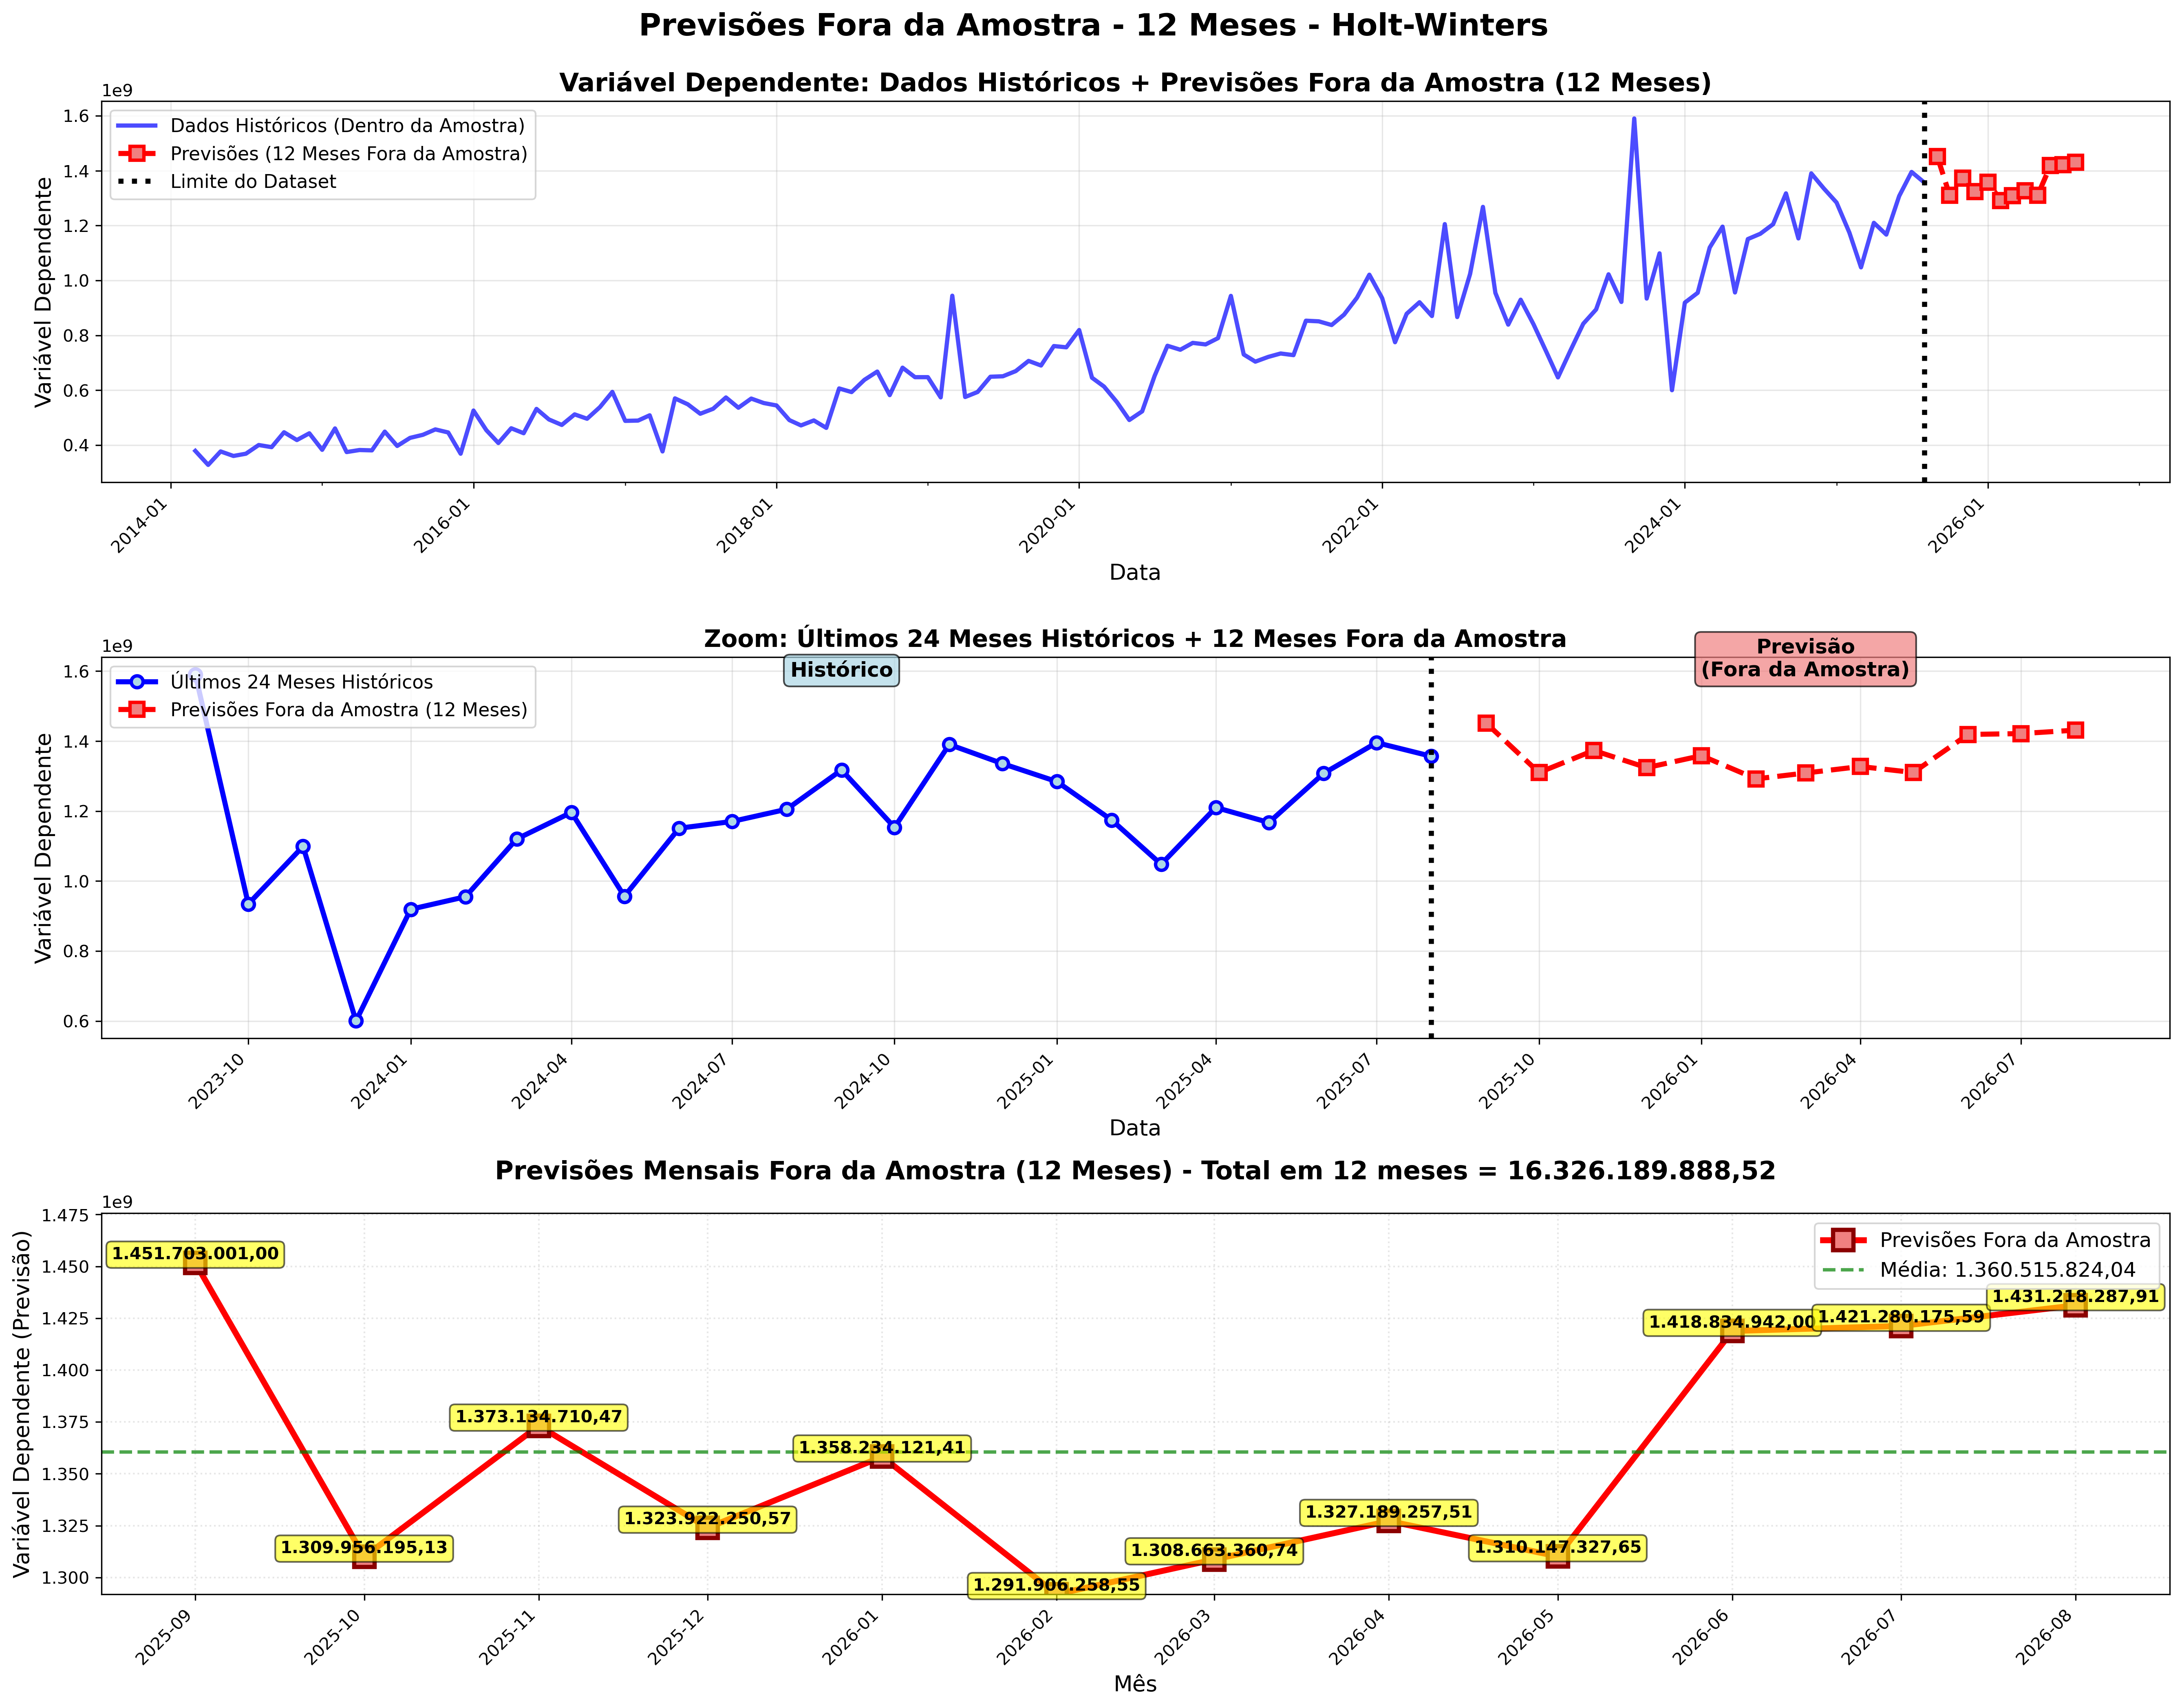 Previsões Fora da Amostra - 12 Meses - Holt-Winters
Variável Dependente: Dados Históricos + Previsões Fora da Amostra (12 Meses)
1e9
Dados Históricos (Dentro da Amostra)
Previsões (12 Meses Fora da Amostra)
Limite do Dataset
Variável Dependente
1.6
1.4
1.2
1.0
0.8
0.6
0.4
2014-01
2016-01
2018-01
2020-01
2022-01
2024-01
2026-01
Data
Zoom: Últimos 24 Meses Históricos + 12 Meses Fora da Amostra
1e9
Histórico
Previsão
(Fora da Amostra)
Últimos 24 Meses Históricos
Previsões Fora da Amostra (12 Meses)
Variável Dependente
1.6
1.4
1.2
1.0
0.8
0.6
2023-10
2024-01
2024-04
2024-07
2024-10
2025-01
2025-04
2025-07
2025-10
2026-01
2026-04
2026-07
Data
Previsões Mensais Fora da Amostra (12 Meses) - Total em 12 meses = 16.326.189.888,52
1e9
Previsões Fora da Amostra
Média: 1.360.515.824,04
Variável Dependente (Previsão)
1.475
1.450
1.425
1.400
1.375
1.350
1.325
1.300
1.451.703.001,00
1.309.956.195,13
1.373.134.710,47
1.323.922.250,57
1.358.234.121,41
1.291.906.258,55
1.308.663.360,74
1.327.189.257,51
1.310.147.327,65
1.418.834.942,00
1.421.280.175,59
1.431.218.287,91
2025-09
2025-10
2025-11
2025-12
2026-01
2026-02
2026-03
2026-04
2026-05
2026-06
2026-07
2026-08
Mês